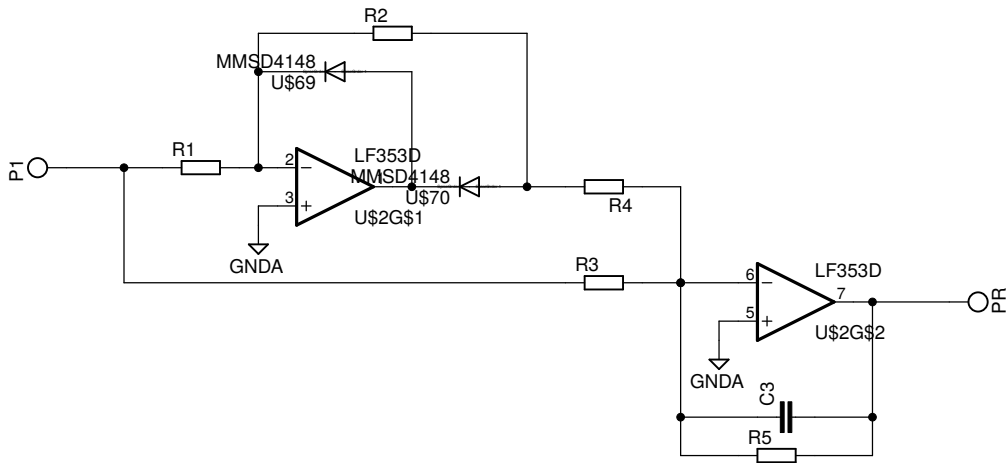 R2
MMSD4148
U$69
P1
R1
2
3
GNDA
LF353D
MMSD4148
1
U$70
U$2G$1
R4
R3
6
5
GNDA
LF353D
7
U$2G$2
PR
C3
R5